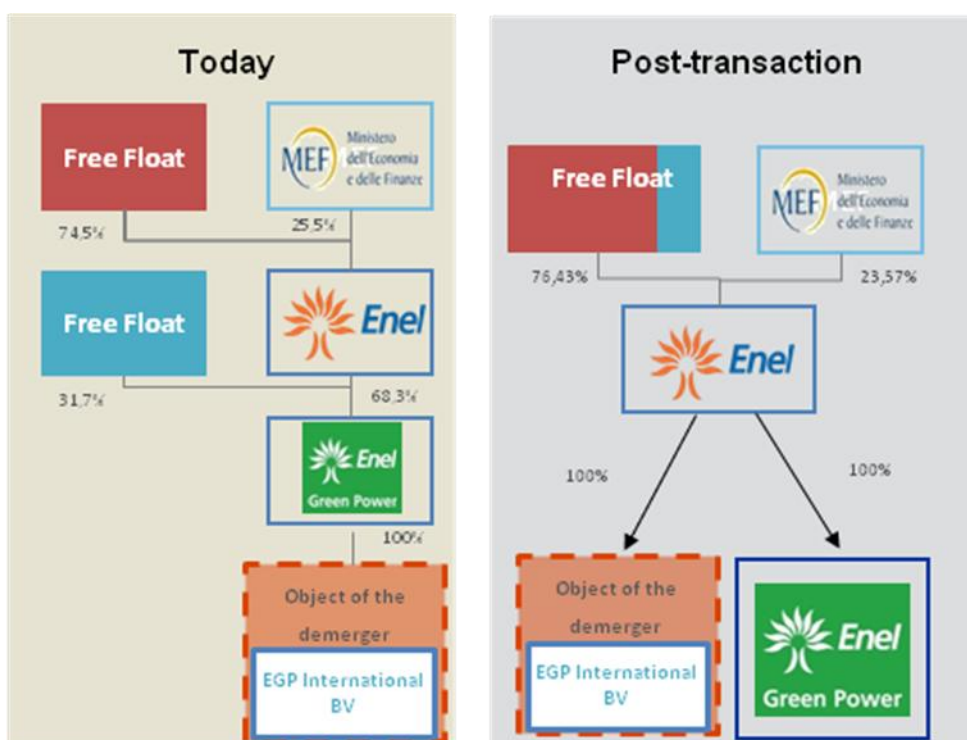 Today
Free Float
MEF
Ministero
dell'Economia
e delle Finanze
74,5%
25,5%
Free Float
Enel
31,7%
68,3%
Enel
Green Power
100%
Object of the
demerger
EGP International
BV
Post-transaction
Free Float
MEF
Ministero
dell'Economia
e delle Finanze
76,43%
23,57%
Enel
100%
100%
Object of the
demerger
EGP International
BV
Enel
Green Power